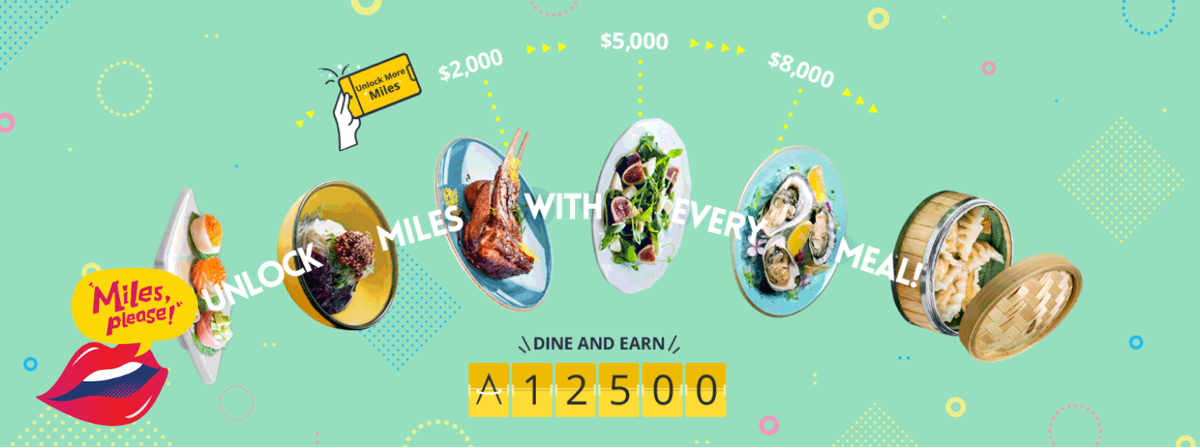 $2,000
$5,000
$8,000
Unlock More
Miles
UNLOCK MILES WITH EVERY MEAL!
"Miles,
please!"
DINE AND EARN
A12500